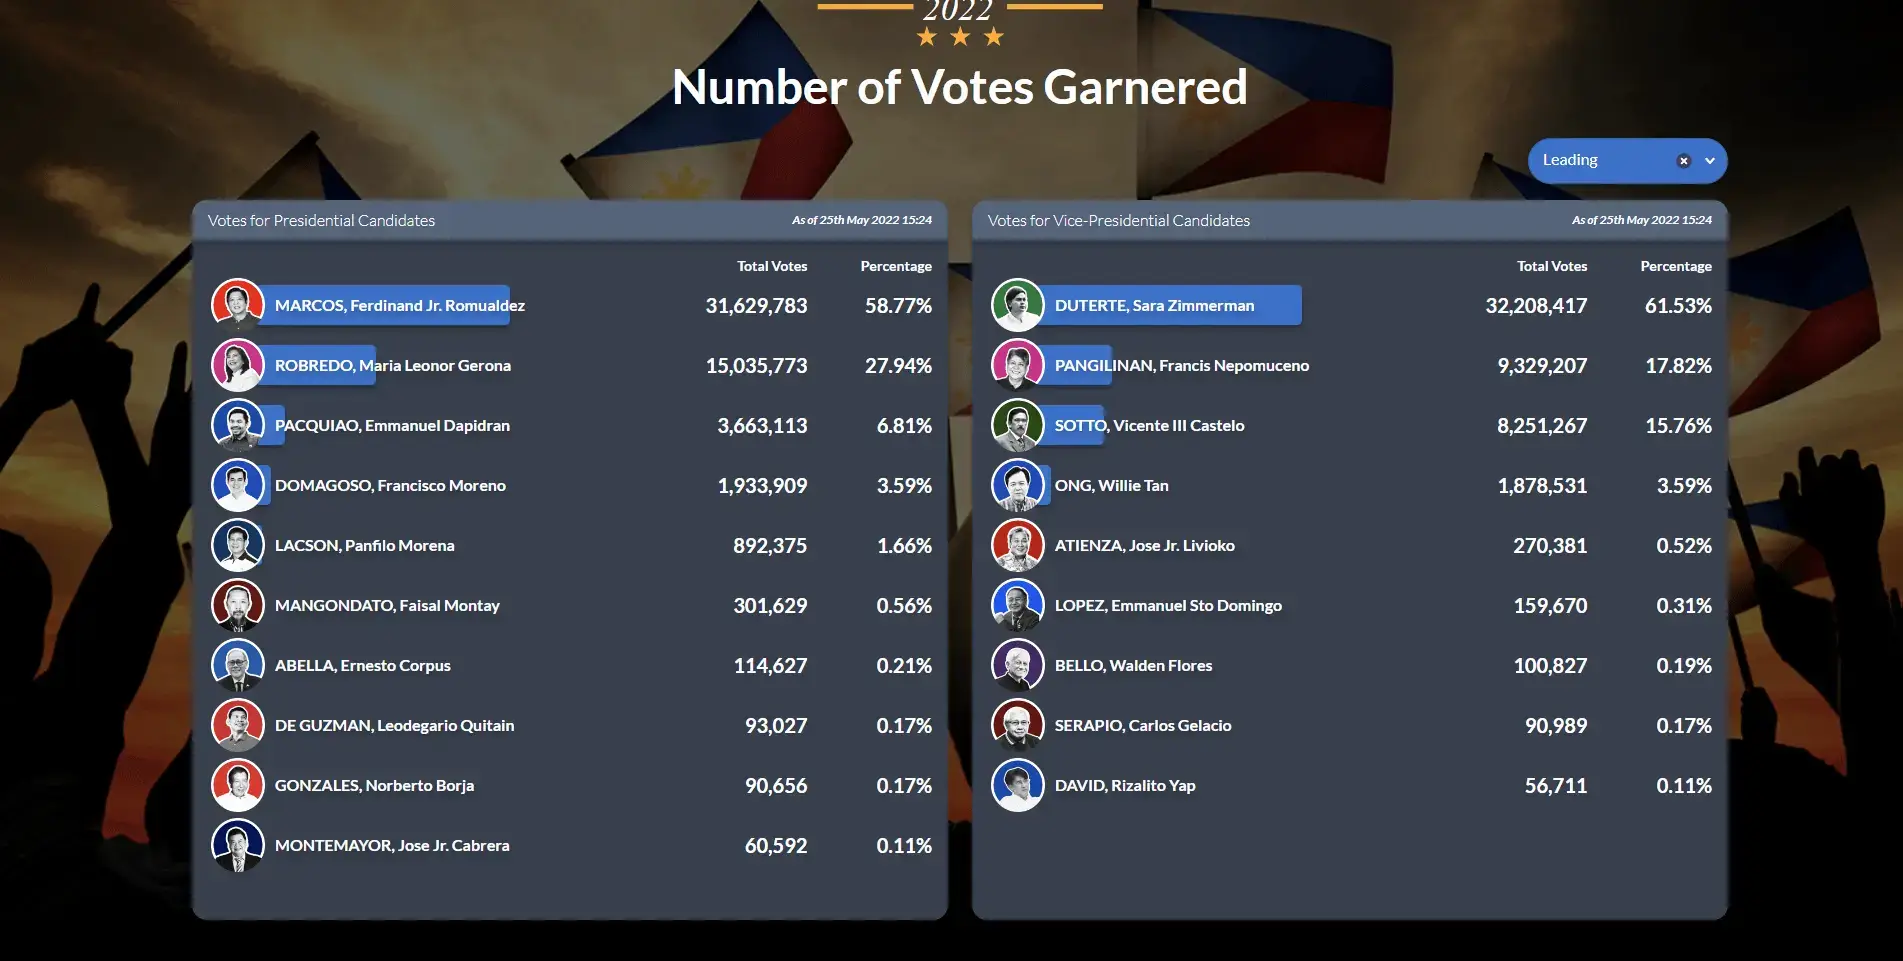 2022
Number of Votes Garnered
Leading
Votes for Presidential Candidates As of 25th May 2022 15:24
Total Votes Percentage
MARCOS, Ferdinand Jr. Romualdez 31,629,783 58.77%
ROBREDO, Maria Leonor Gerona 15,035,773 27.94%
PACQUIAO, Emmanuel Dapidran 3,663,113 6.81%
DOMAGOSO, Francisco Moreno 1,933,909 3.59%
LACSON, Panfilo Morena 892,375 1.66%
MANGONDATO, Faisal Montay 301,629 0.56%
ABELLA, Ernesto Corpus 114,627 0.21%
DE GUZMAN, Leodegario Quitain 93,027 0.17%
GONZALES, Norberto Borja 90,656 0.17%
MONTEMAYOR, Jose Jr. Cabrera 60,592 0.11%
Votes for Vice-Presidential Candidates As of 25th May 2022 15:24
Total Votes Percentage
DUTERTE, Sara Zimmerman 32,208,417 61.53%
PANGILINAN, Francis Nepomuceno 9,329,207 17.82%
SOTTO, Vicente III Castelo 8,251,267 15.76%
ONG, Willie Tan 1,878,531 3.59%
ATIENZA, Jose Jr. Livioko 270,381 0.52%
LOPEZ, Emmanuel Sto Domingo 159,670 0.31%
BELLO, Walden Flores 100,827 0.19%
SERAPIO, Carlos Gelacio 90,989 0.17%
DAVID, Rizalito Yap 56,711 0.11%